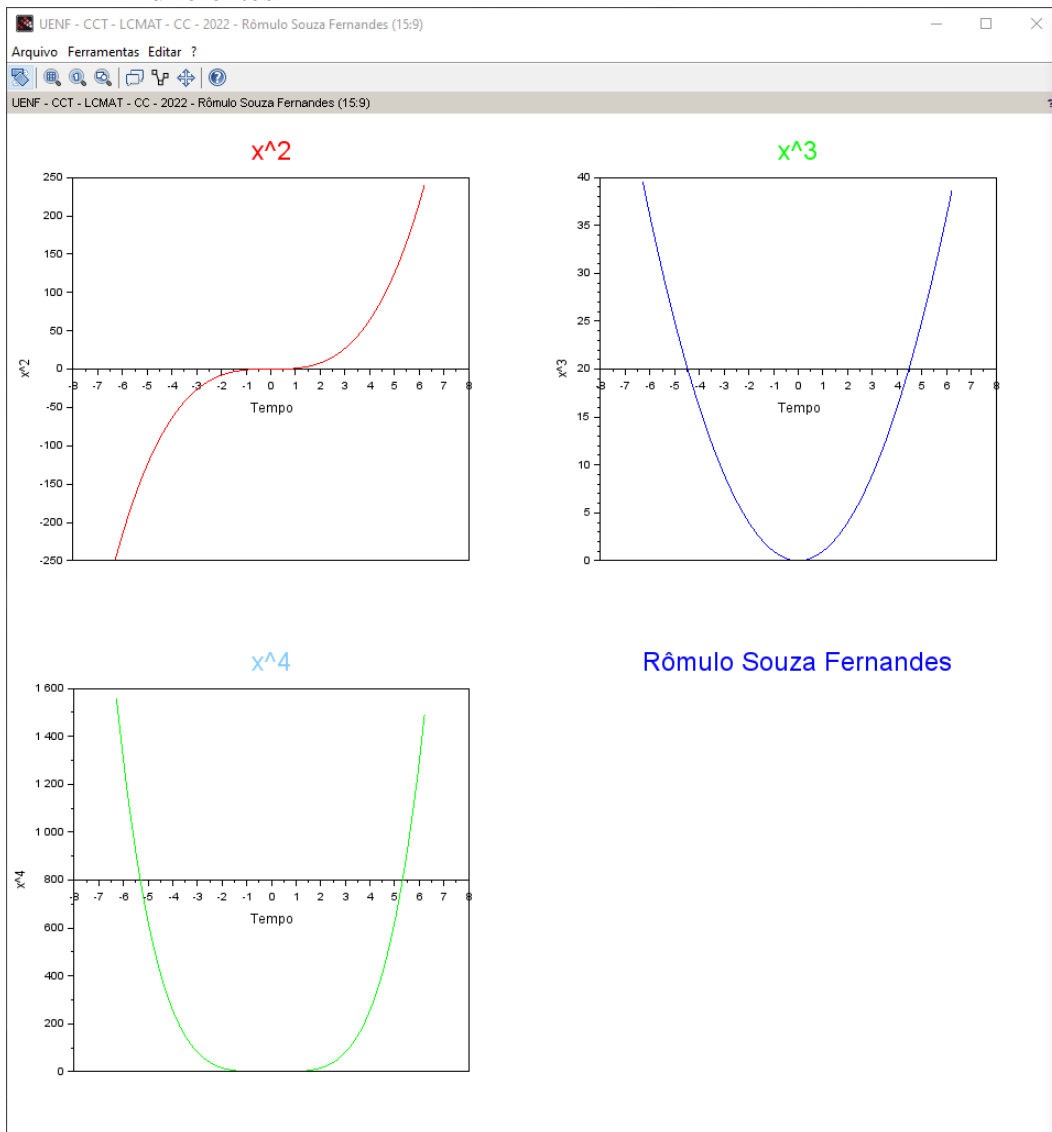 UENF - CCT - LCMAT - CC - 2022 - Rômulo Souza Fernandes (15:9)
Arquivo Ferramentas Editar ?
UENF - CCT - LCMAT - CC - 2022 - Rômulo Souza Fernandes (15:9)
x^2
250
200
150
100
50
0
-50
-100
-150
-200
-250
x^2
-8 -7 -6 -5 -4 -3 -2 -1 0 1 2 3 4 5 6 7 8
Tempo
x^3
40
35
30
25
20
15
10
5
0
x^3
-8 -7 -6 -5 -4 -3 -2 -1 0 1 2 3 4 5 6 7 8
Tempo
x^4
1 600
1 400
1 200
1 000
800
600
400
200
0
x^4
-8 -7 -6 -5 -4 -3 -2 -1 0 1 2 3 4 5 6 7 8
Tempo
Rômulo Souza Fernandes